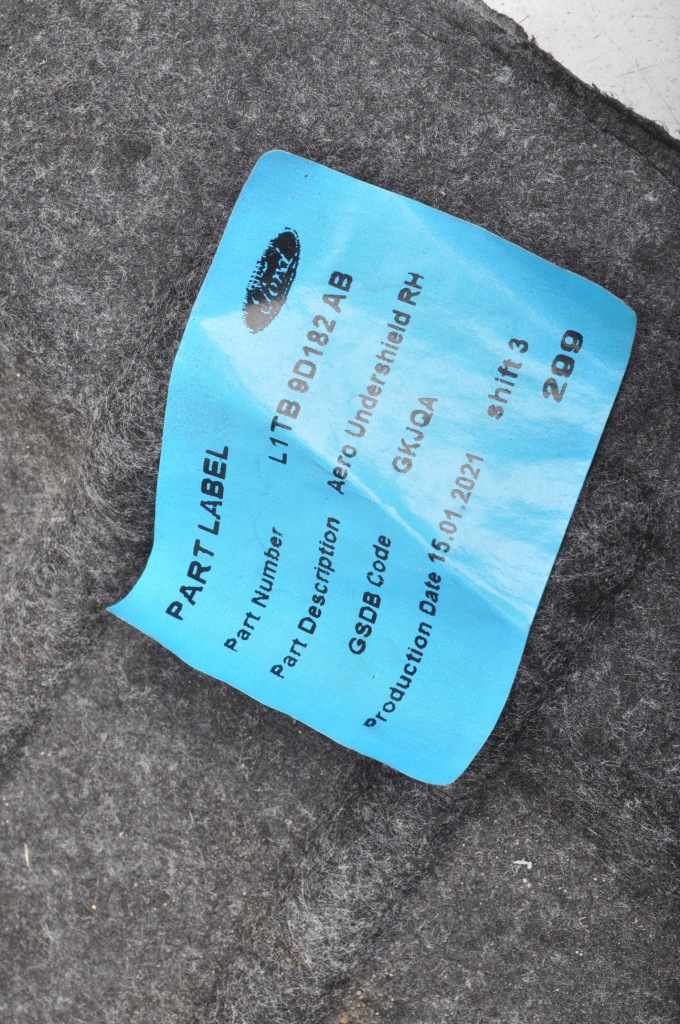 PART LABEL
Ford
Part Number L1TB 9D182 AB
Part Description Aero Undershield RH
GSDB Code GKJQA
Production Date 15.01.2021 shift 3
299